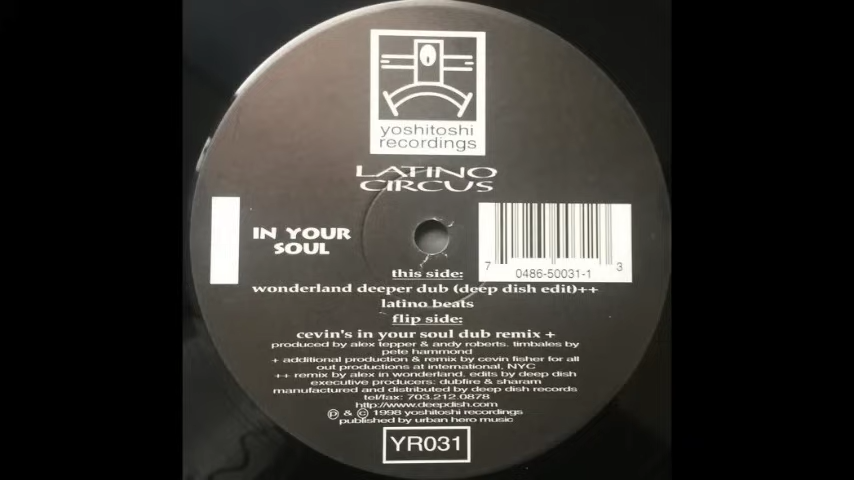 yoshitoshi
recordings
LATINO
CIRCUS
IN YOUR
SOUL
7 0486-50031-1 3
this side:
wonderland deeper dub (deep dish edit)++
latino beats
flip side:
cevin's in your soul dub remix +
produced by alex tepper & andy roberts. timbales by
pete hammond
+ additional production & remix by cevin fisher for all
out productions at international, NYC
++ remix by alex in wonderland. edits by deep dish
executive producers: dubfire & sharam
manufactured and distributed by deep dish records
tel/fax: 703.212.0878
http://www.deepdish.com
℗ & © 1998 yoshitoshi recordings
published by urban hero music
YR031